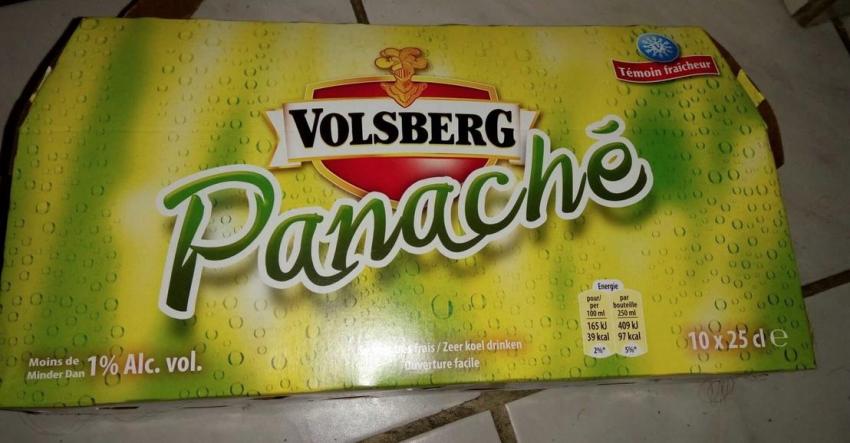 Témoin fraîcheur
VOLSBERG
Panaché
Energie
pour/ per 100 ml
par bouteille 250 ml
165 kJ 409 kJ
39 kcal 97 kcal
2%* 5%*
Moins de
Minder Dan 1% Alc. vol.
frais / Zeer koel drinken
Ouverture facile
10 x 25 cl e